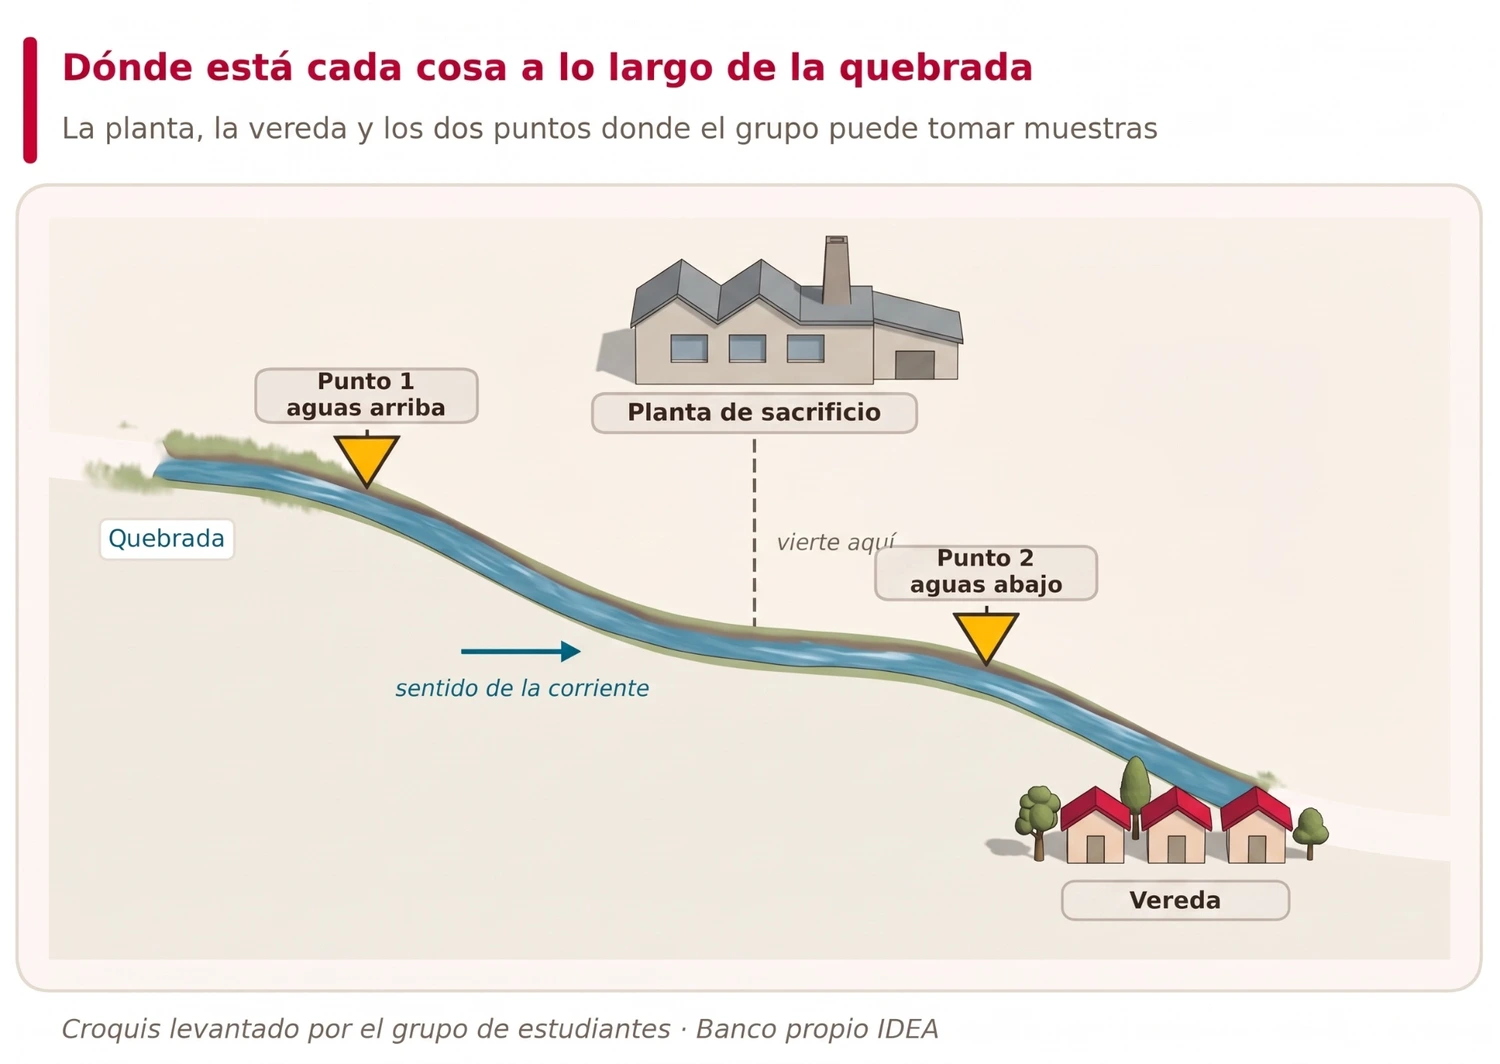 Dónde está cada cosa a lo largo de la quebrada
La planta, la vereda y los dos puntos donde el grupo puede tomar muestras
Punto 1
aguas arriba
Planta de sacrificio
Quebrada
vierte aquí
Punto 2
aguas abajo
sentido de la corriente
Vereda
Croquis levantado por el grupo de estudiantes · Banco propio IDEA